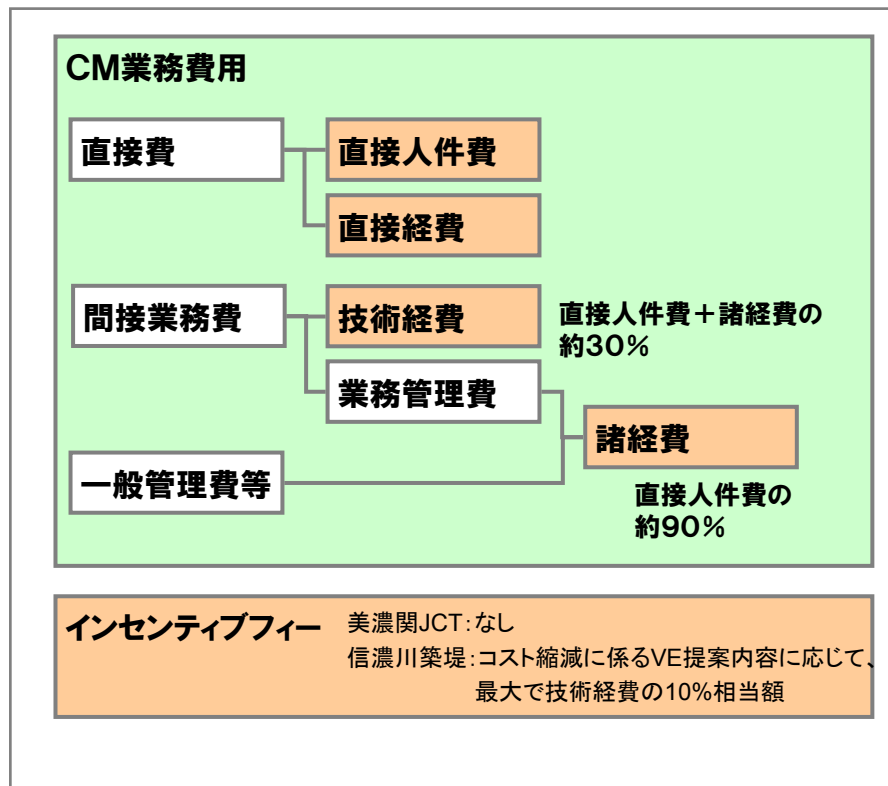 CM業務費用
直接費
直接人件費
直接経費
間接業務費
技術経費
直接人件費＋諸経費の
約30％
業務管理費
諸経費
一般管理費等
直接人件費の
約90％
インセンティブフィー
美濃関JCT：なし
信濃川築堤：コスト縮減に係るVE提案内容に応じて、
最大で技術経費の10％相当額